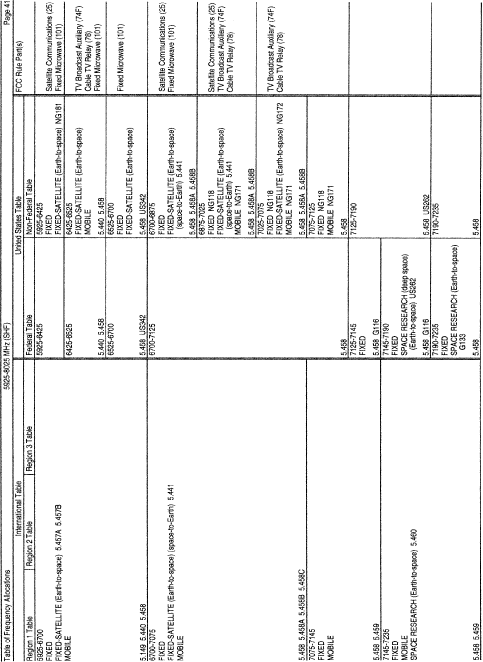 Table of Frequency Allocations
5925-8025 MHz (SHF)
Page 41
International Table
United States Table
FCC Rule Part(s)
Region 1 Table
Region 2 Table
Region 3 Table
Federal Table
Non-Federal Table
5925-6700
FIXED
FIXED-SATELLITE (Earth-to-space) 5.457A 5.457B
MOBILE
5.149 5.440 5.458
5925-6425
5925-6425
FIXED
FIXED-SATELLITE (Earth-to-space) NG181
Satellite Communications (25)
Fixed Microwave (101)
6425-6525
5.440 5.458
6425-6525
FIXED-SATELLITE (Earth-to-space)
MOBILE
5.440 5.458
TV Broadcast Auxiliary (74F)
Cable TV Relay (78)
Fixed Microwave (101)
6525-6700
5.458 US342
6525-6700
FIXED
FIXED-SATELLITE (Earth-to-space)
5.458 US342
Fixed Microwave (101)
6700-7075
FIXED
FIXED-SATELLITE (Earth-to-space) (space-to-Earth) 5.441
MOBILE
5.458 5.458A 5.458B 5.458C
6700-7125
5.458
6700-6875
FIXED
FIXED-SATELLITE (Earth-to-space)
(space-to-Earth) 5.441
5.458 5.458A 5.458B
Satellite Communications (25)
Fixed Microwave (101)
6875-7025
FIXED NG118
FIXED-SATELLITE (Earth-to-space)
(space-to-Earth) 5.441
MOBILE NG171
5.458 5.458A 5.458B
Satellite Communications (25)
TV Broadcast Auxiliary (74F)
Cable TV Relay (78)
7025-7075
FIXED NG118
FIXED-SATELLITE (Earth-to-space) NG172
MOBILE NG171
5.458 5.458A 5.458B
TV Broadcast Auxiliary (74F)
Cable TV Relay (78)
7075-7145
FIXED
MOBILE
5.458 5.459
7075-7125
FIXED NG118
MOBILE NG171
5.458
7125-7145
FIXED
5.458 G116
7125-7190
5.458 US262
7145-7235
FIXED
MOBILE
SPACE RESEARCH (Earth-to-space) 5.460
5.458 5.459
7145-7190
FIXED
SPACE RESEARCH (deep space)
(Earth-to-space) US262
5.458 G116
7190-7235
FIXED
SPACE RESEARCH (Earth-to-space)
G133
5.458
7190-7235
5.458